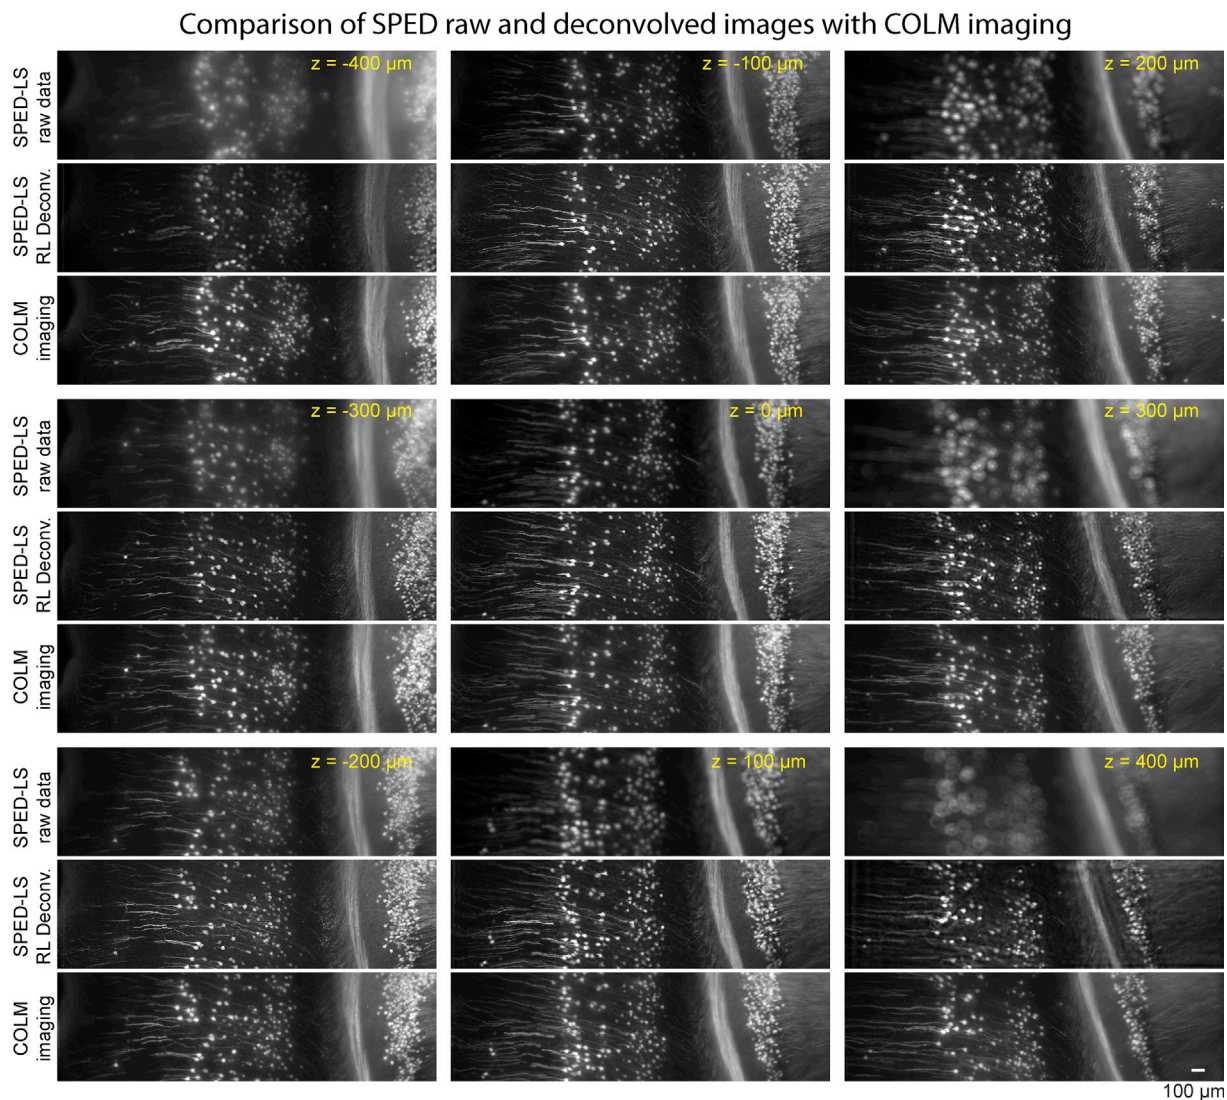 Comparison of SPED raw and deconvolved images with COLM imaging
SPED-LS
raw data
z = -400 µm
z = -100 µm
z = 200 µm
SPED-LS
RL Deconv.
COLM
imaging
SPED-LS
raw data
z = -300 µm
z = 0 µm
z = 300 µm
SPED-LS
RL Deconv.
COLM
imaging
SPED-LS
raw data
z = -200 µm
z = 100 µm
z = 400 µm
SPED-LS
RL Deconv.
COLM
imaging
100 µm